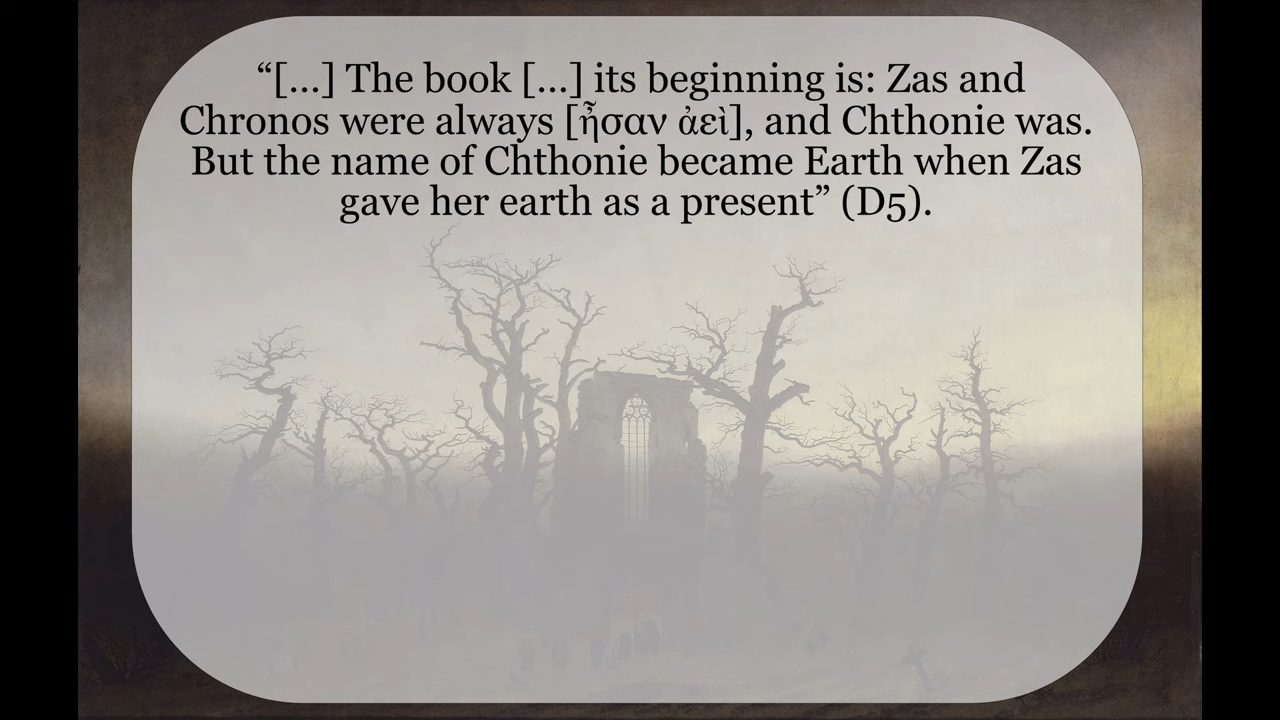 “[...] The book [...] its beginning is: Zas and
Chronos were always [ἦσαν ἀεὶ], and Chthonie was.
But the name of Chthonie became Earth when Zas
gave her earth as a present” (D5).